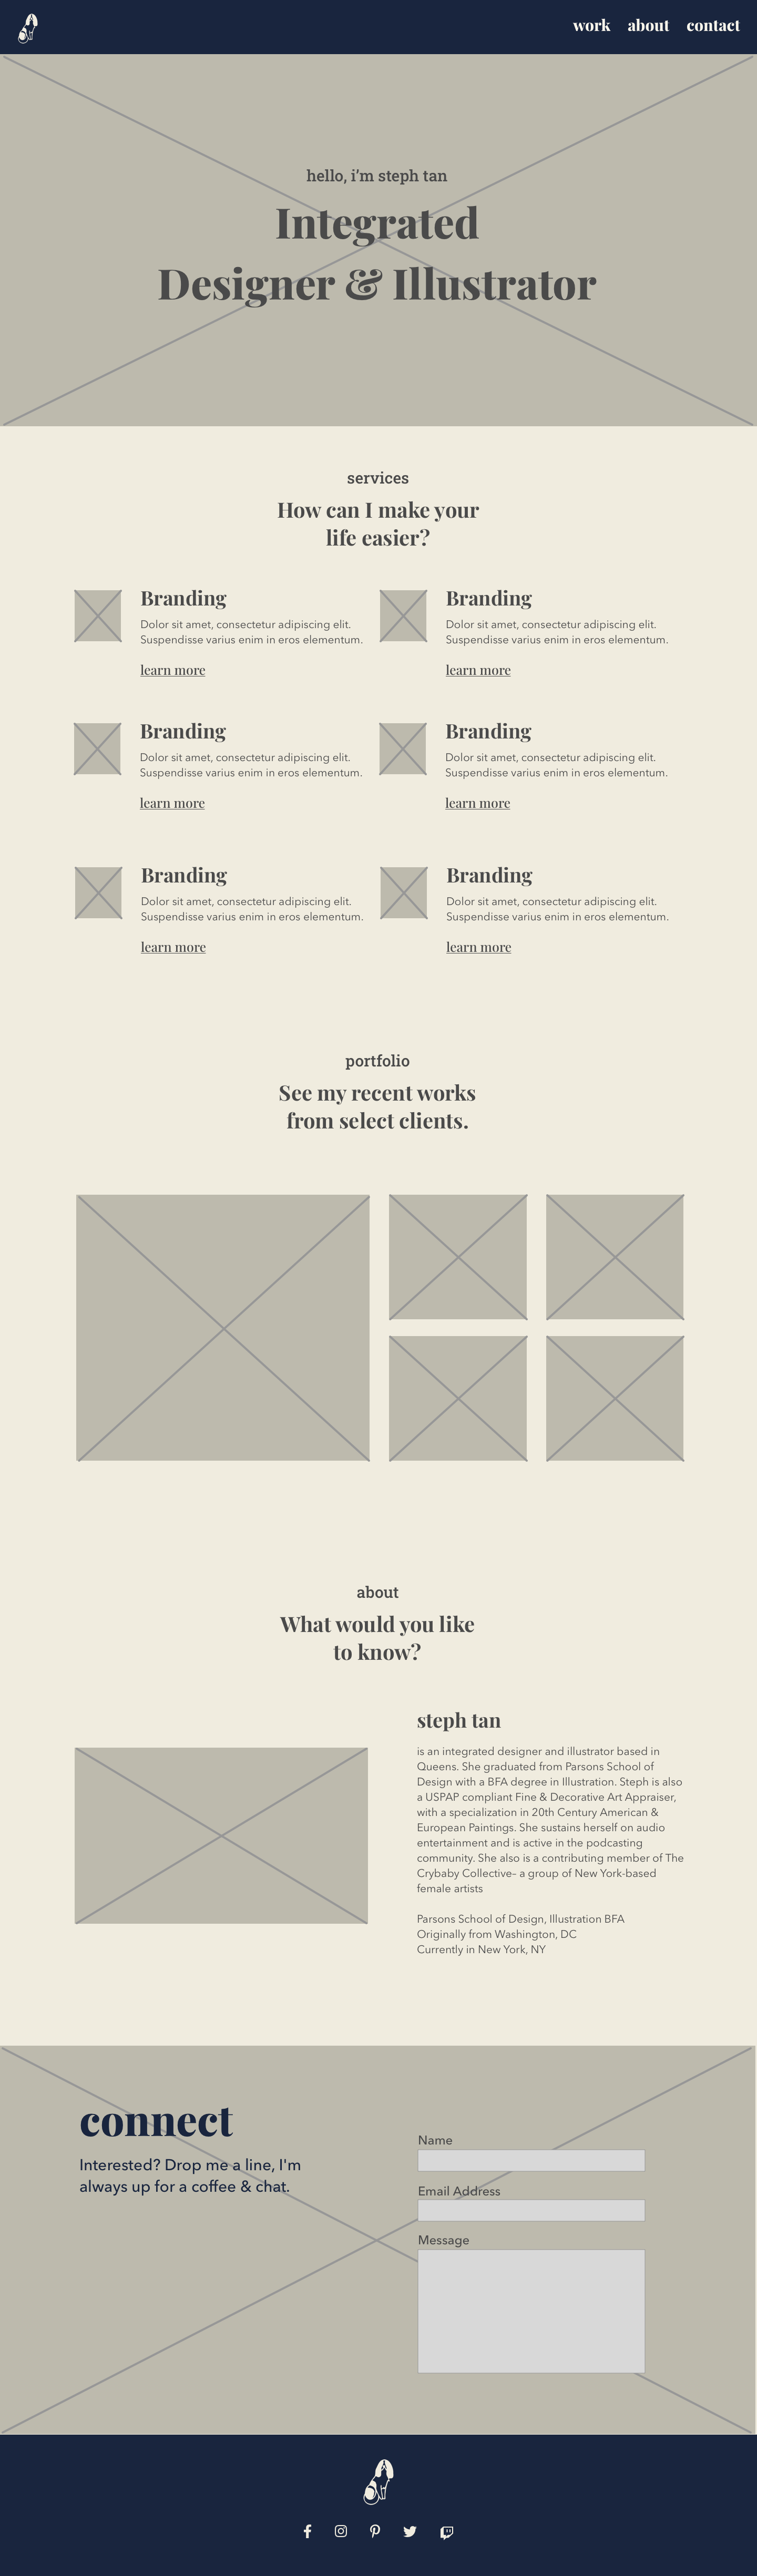 work about contact
hello, i’m steph tan
Integrated
Designer & Illustrator
services
How can I make your
life easier?
Branding
Dolor sit amet, consectetur adipiscing elit.
Suspendisse varius enim in eros elementum.
learn more
Branding
Dolor sit amet, consectetur adipiscing elit.
Suspendisse varius enim in eros elementum.
learn more
Branding
Dolor sit amet, consectetur adipiscing elit.
Suspendisse varius enim in eros elementum.
learn more
Branding
Dolor sit amet, consectetur adipiscing elit.
Suspendisse varius enim in eros elementum.
learn more
Branding
Dolor sit amet, consectetur adipiscing elit.
Suspendisse varius enim in eros elementum.
learn more
Branding
Dolor sit amet, consectetur adipiscing elit.
Suspendisse varius enim in eros elementum.
learn more
portfolio
See my recent works
from select clients.
about
What would you like
to know?
steph tan
is an integrated designer and illustrator based in
Queens. She graduated from Parsons School of
Design with a BFA degree in Illustration. Steph is also
a USPAP compliant Fine & Decorative Art Appraiser,
with a specialization in 20th Century American &
European Paintings. She sustains herself on audio
entertainment and is active in the podcasting
community. She also is a contributing member of The
Crybaby Collective– a group of New York-based
female artists
Parsons School of Design, Illustration BFA
Originally from Washington, DC
Currently in New York, NY
connect
Interested? Drop me a line, I'm
always up for a coffee & chat.
Name
Email Address
Message